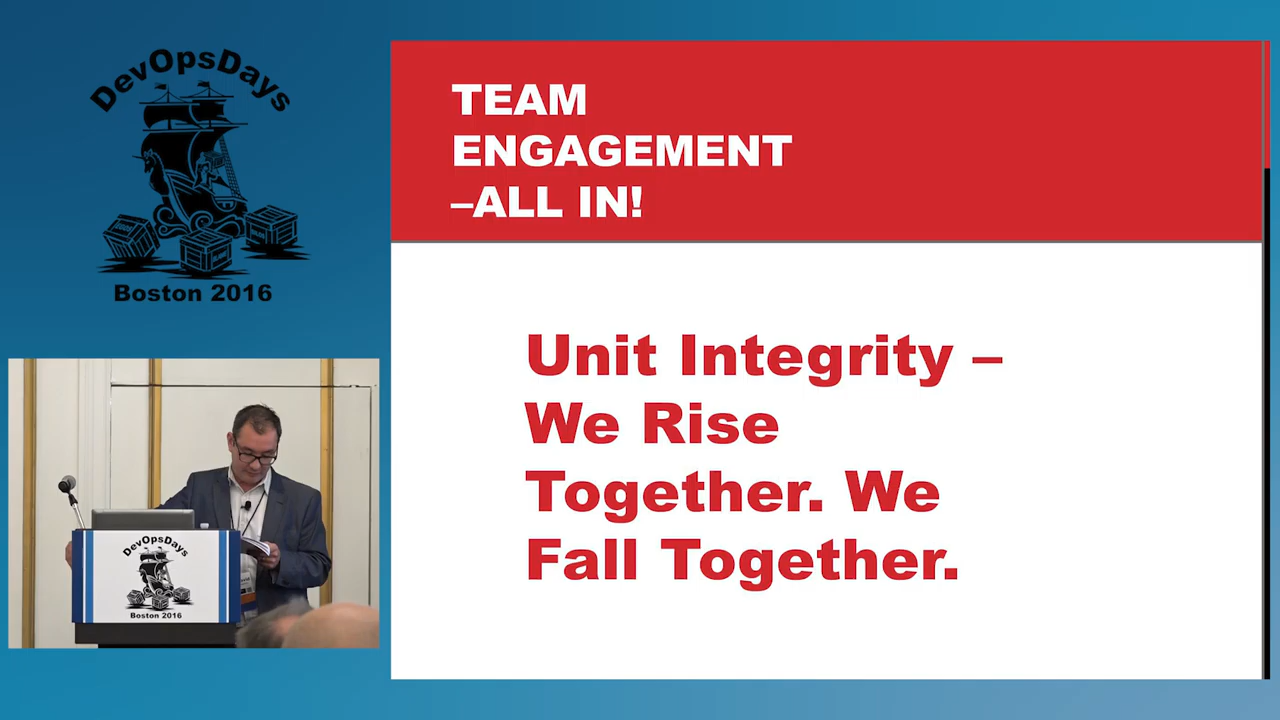 DevOpsDays
Boston 2016
TEAM
ENGAGEMENT
–ALL IN!
Unit Integrity –
We Rise
Together. We
Fall Together.
DevOpsDays
Boston 2016